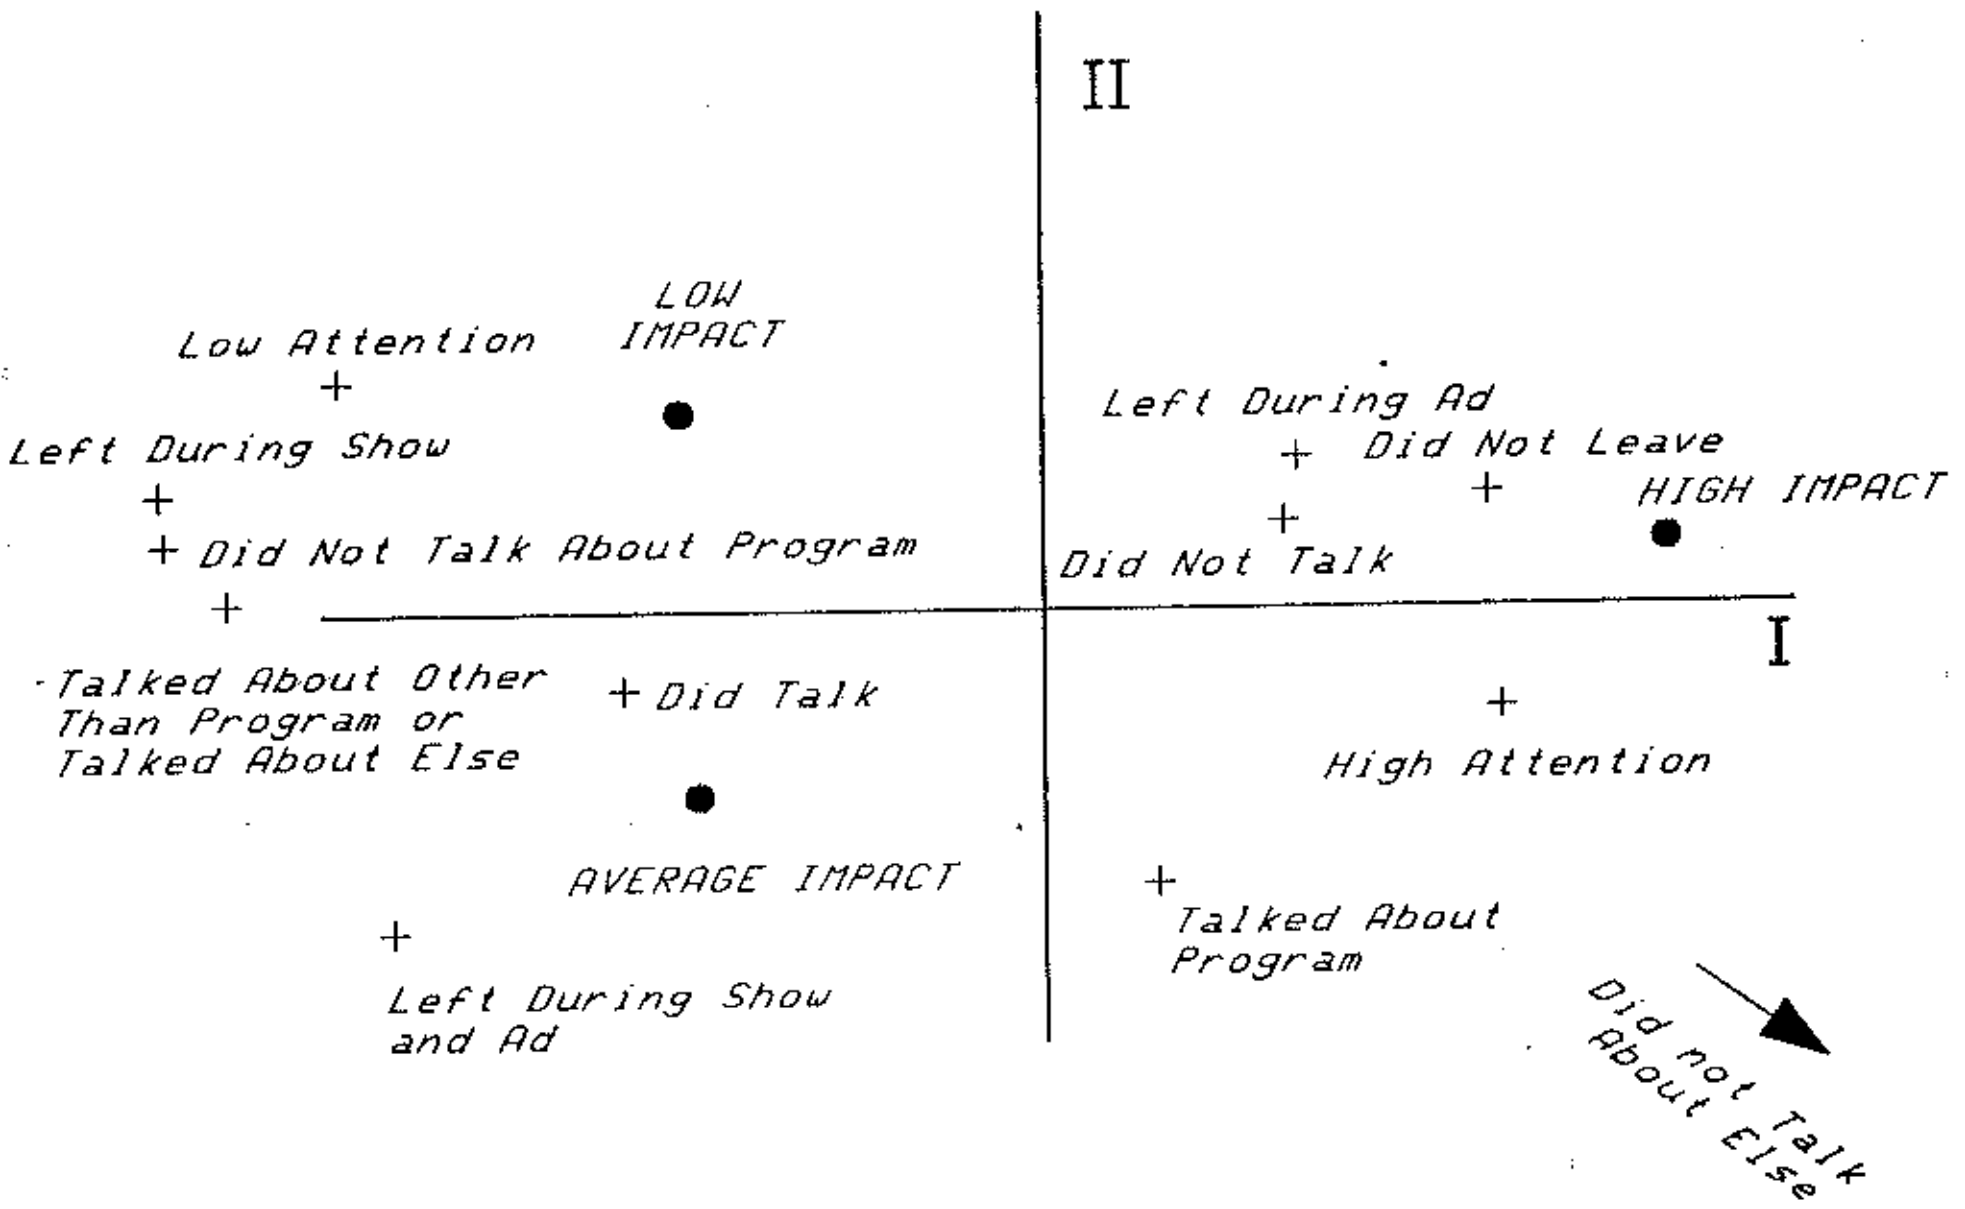 II
LOW
IMPACT
Low Attention
Left During Ad
Left During Show
Did Not Leave
HIGH IMPACT
Did Not Talk About Program
Did Not Talk
I
Talked About Other
Than Program or
Talked About Else
Did Talk
High Attention
AVERAGE IMPACT
Talked About
Program
Left During Show
and Ad
Did not Talk
About Else